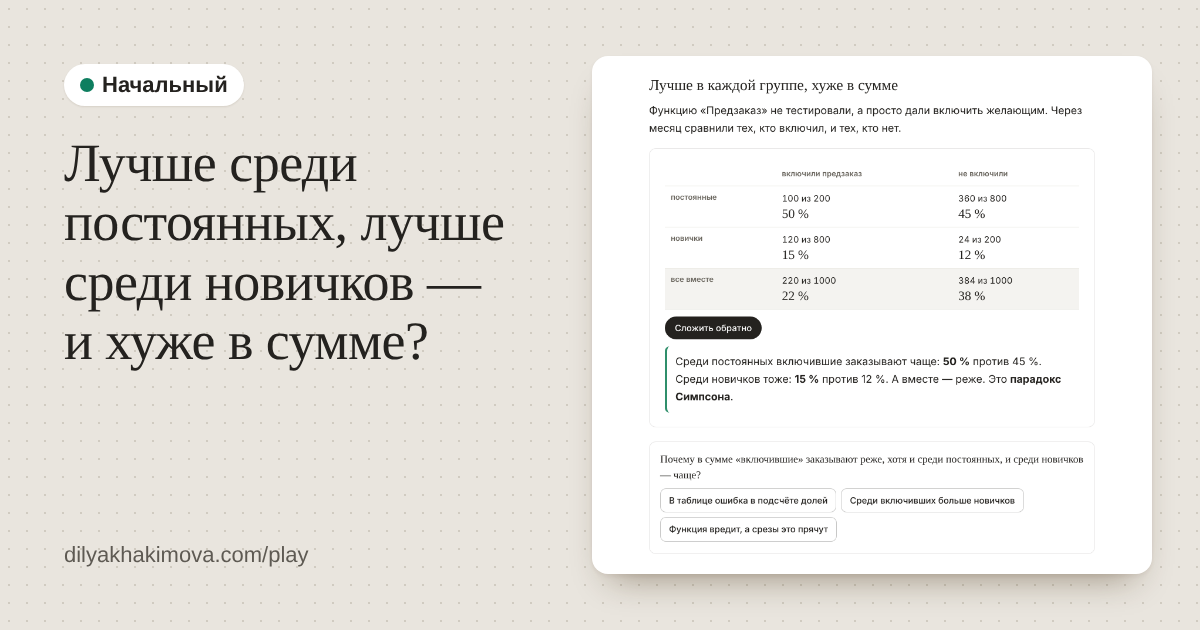 Начальный
Лучше среди
постоянных, лучше
среди новичков —
и хуже в сумме?
dilyakhakimova.com/play
Лучше в каждой группе, хуже в сумме
Функцию «Предзаказ» не тестировали, а просто дали включить желающим. Через
месяц сравнили тех, кто включил, и тех, кто нет.
включили предзаказ не включили
постоянные 100 из 200 360 из 800
50 % 45 %
новички 120 из 800 24 из 200
15 % 12 %
все вместе 220 из 1000 384 из 1000
22 % 38 %
Сложить обратно
Среди постоянных включившие заказывают чаще: 50 % против 45 %.
Среди новичков тоже: 15 % против 12 %. А вместе — реже. Это парадокс
Симпсона.
Почему в сумме «включившие» заказывают реже, хотя и среди постоянных, и среди новичков
— чаще?
В таблице ошибка в подсчёте долей Среди включивших больше новичков
Функция вредит, а срезы это прячут